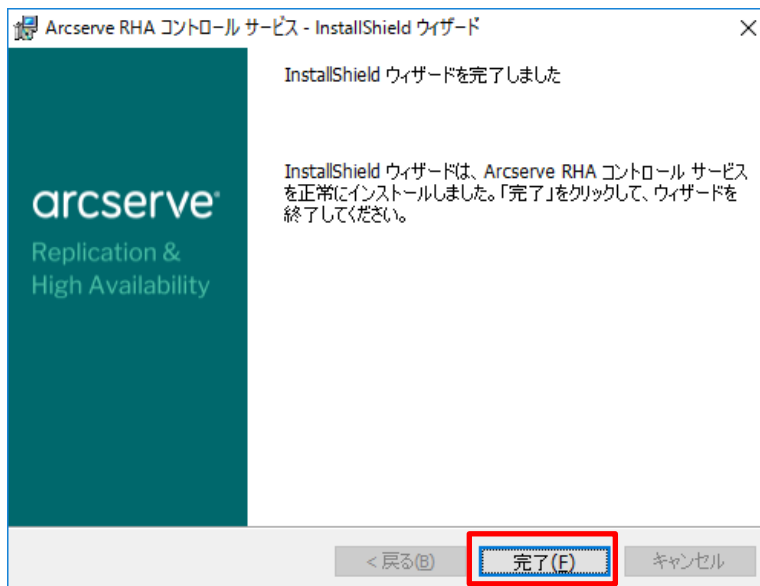 Arcserve RHA コントロール サービス - InstallShield ウィザード
InstallShield ウィザードを完了しました
InstallShield ウィザードは、Arcserve RHA コントロール サービス
を正常にインストールしました。「完了」をクリックして、ウィザードを
終了してください。
arcserve®
Replication &
High Availability
< 戻る(B)
完了(F)
キャンセル